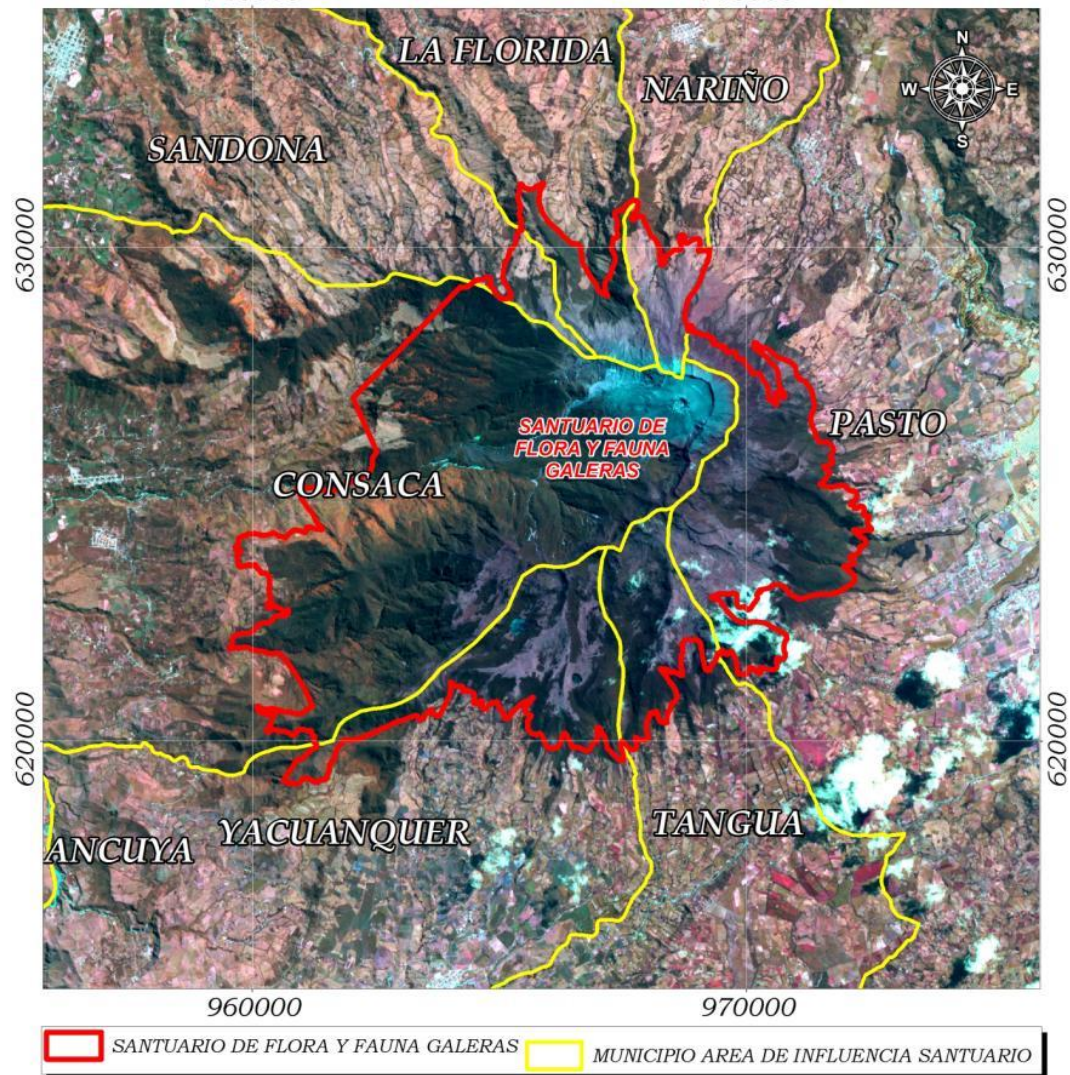 LA FLORIDA
N
NARIÑO
W
E
S
SANDONA
630000
630000
SANTUARIO DE
FLORA Y FAUNA
GALERAS
PASTO
CONSACA
620000
620000
ANCUYA
YACUANQUER
TANGUA
960000
970000
SANTUARIO DE FLORA Y FAUNA GALERAS
MUNICIPIO AREA DE INFLUENCIA SANTUARIO